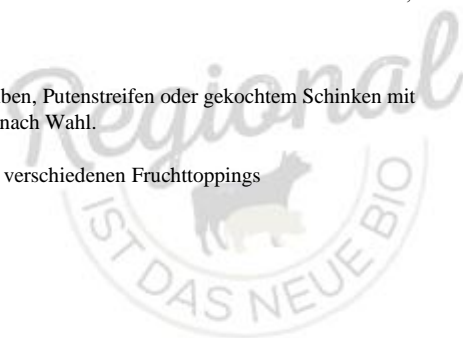 Regional
ben, Putenstreifen oder gekochtem Schinken mit
nach Wahl.
verschiedenen Fruchttoppings
IST DAS NEUE BIO